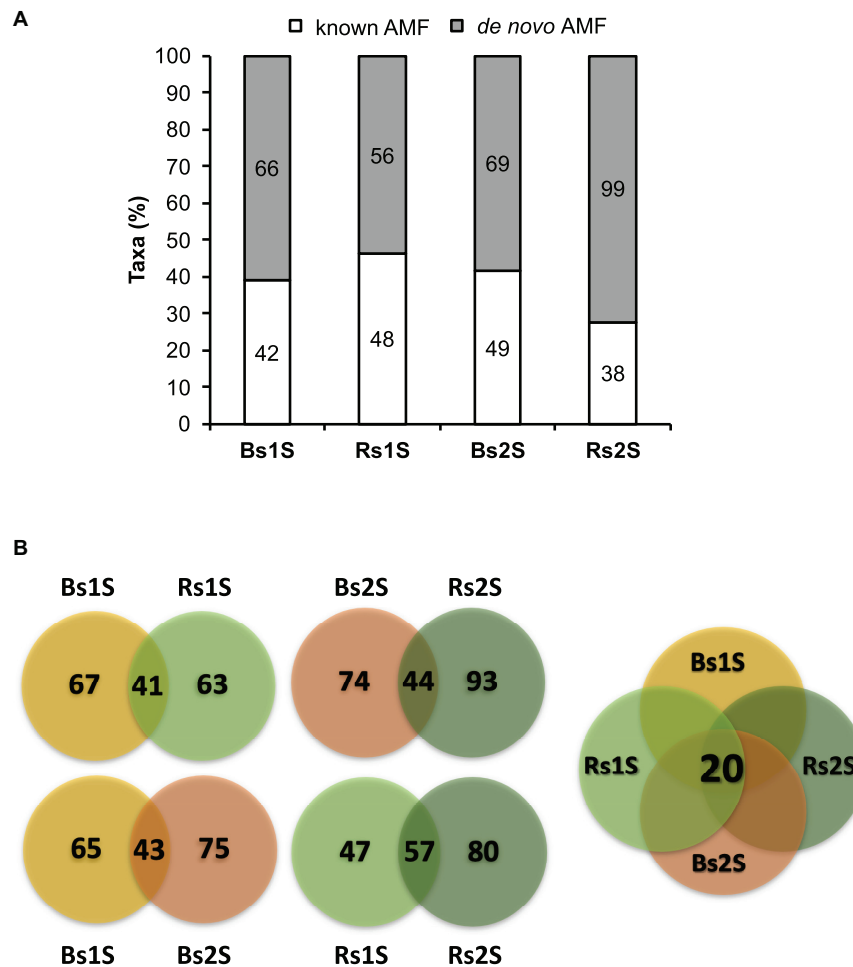 A
known AMF de novo AMF
100
90
80
70
60
50
40
30
20
10
0
Taxa (%)
66 56 69 99
42 48 49 38
Bs1S Rs1S Bs2S Rs2S
B
Bs1S Rs1S Bs2S Rs2S
67 41 63 74 44 93
65 43 75 47 57 80
Bs1S Bs2S Rs1S Rs2S
Bs1S
Rs1S 20 Rs2S
Bs2S